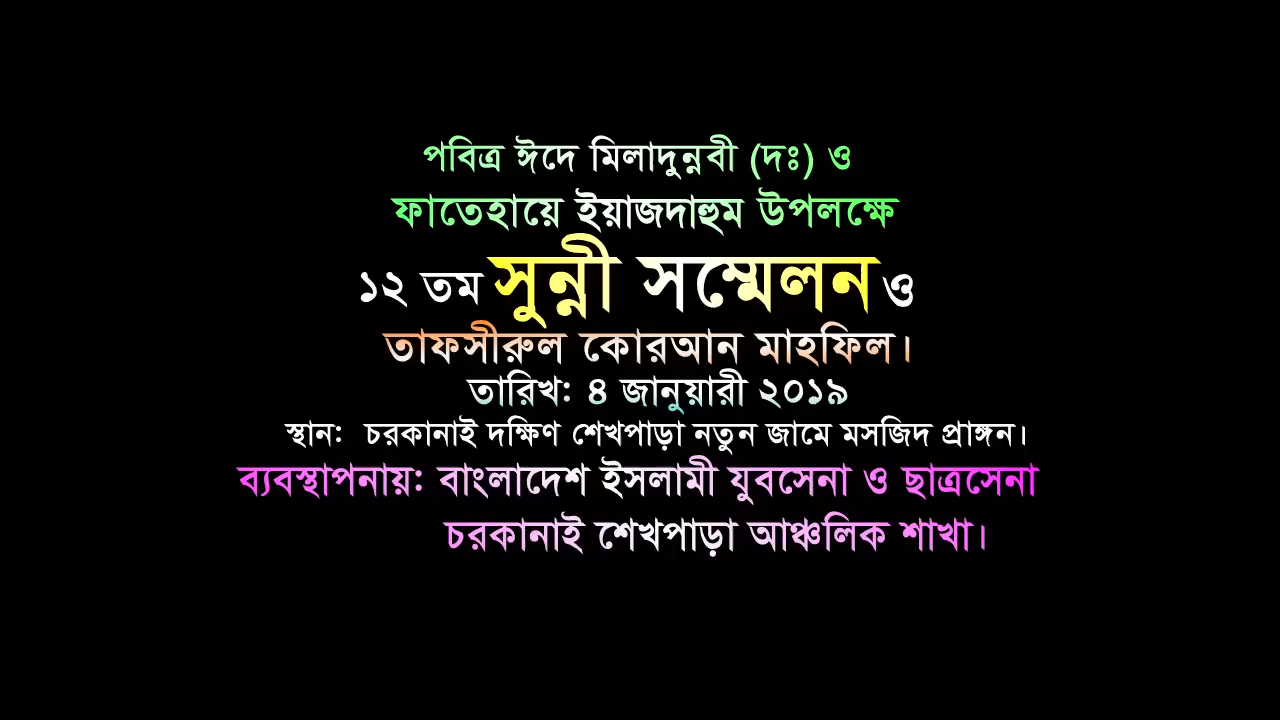 পবিত্র ঈদে মিলাদুন্নবী (দঃ) ও
ফাতেহায়ে ইয়াজদাহুম উপলক্ষে
১২ তম সুন্নী সম্মেলন ও
তাফসীরুল কোরআন মাহফিল।
তারিখ: ৪ জানুয়ারী ২০১৯
স্থান: চরকানাই দক্ষিণ শেখপাড়া নতুন জামে মসজিদ প্রাঙ্গন।
ব্যবস্থাপনায়: বাংলাদেশ ইসলামী যুবসেনা ও ছাত্রসেনা
চরকানাই শেখপাড়া আঞ্চলিক শাখা।